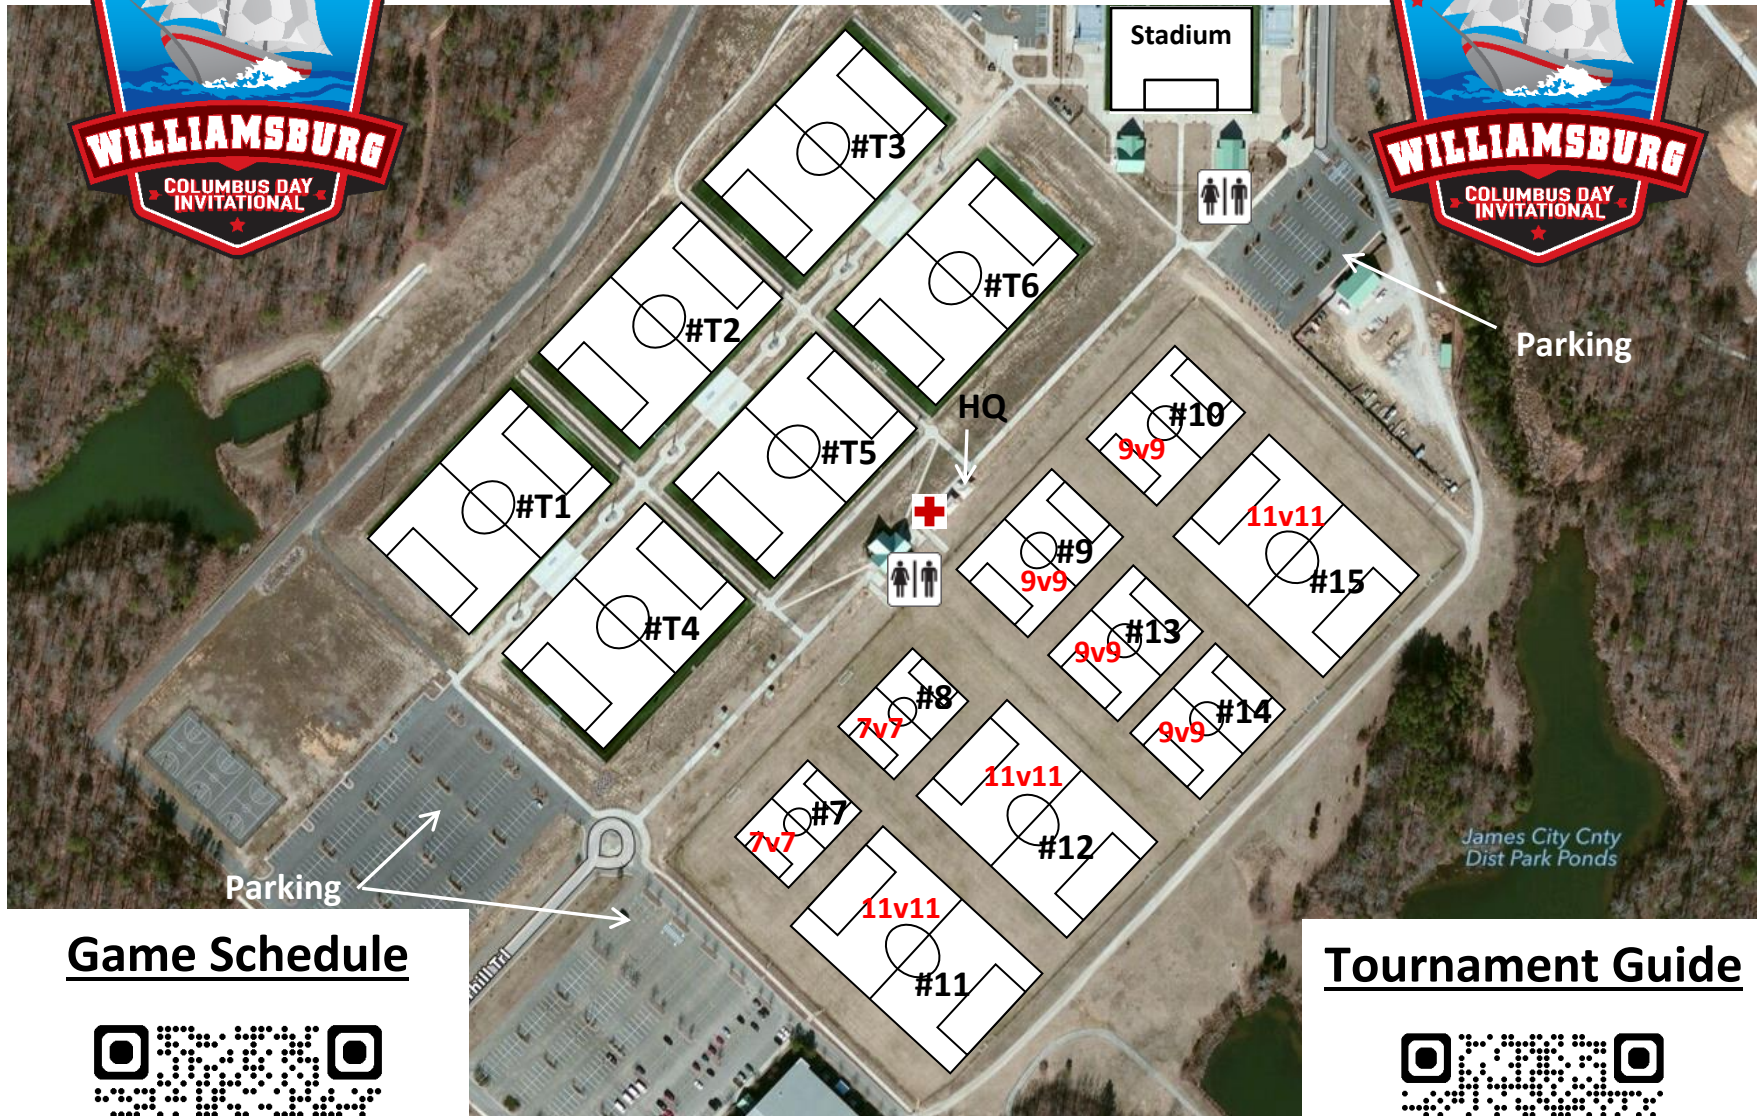 WILLIAMSBURG
COLUMBUS DAY
INVITATIONAL
Stadium
WILLIAMSBURG
COLUMBUS DAY
INVITATIONAL
#T3
#T6
#T2
Parking
HQ
#10
9v9
#T5
#T1
11v11
#9
9v9
#15
#T4
#13
9v9
#8
7v7
#14
9v9
11v11
#7
7v7
#12
James City Cnty
Dist Park Ponds
Parking
11v11
#11
hill Trl
Game Schedule
Tournament Guide